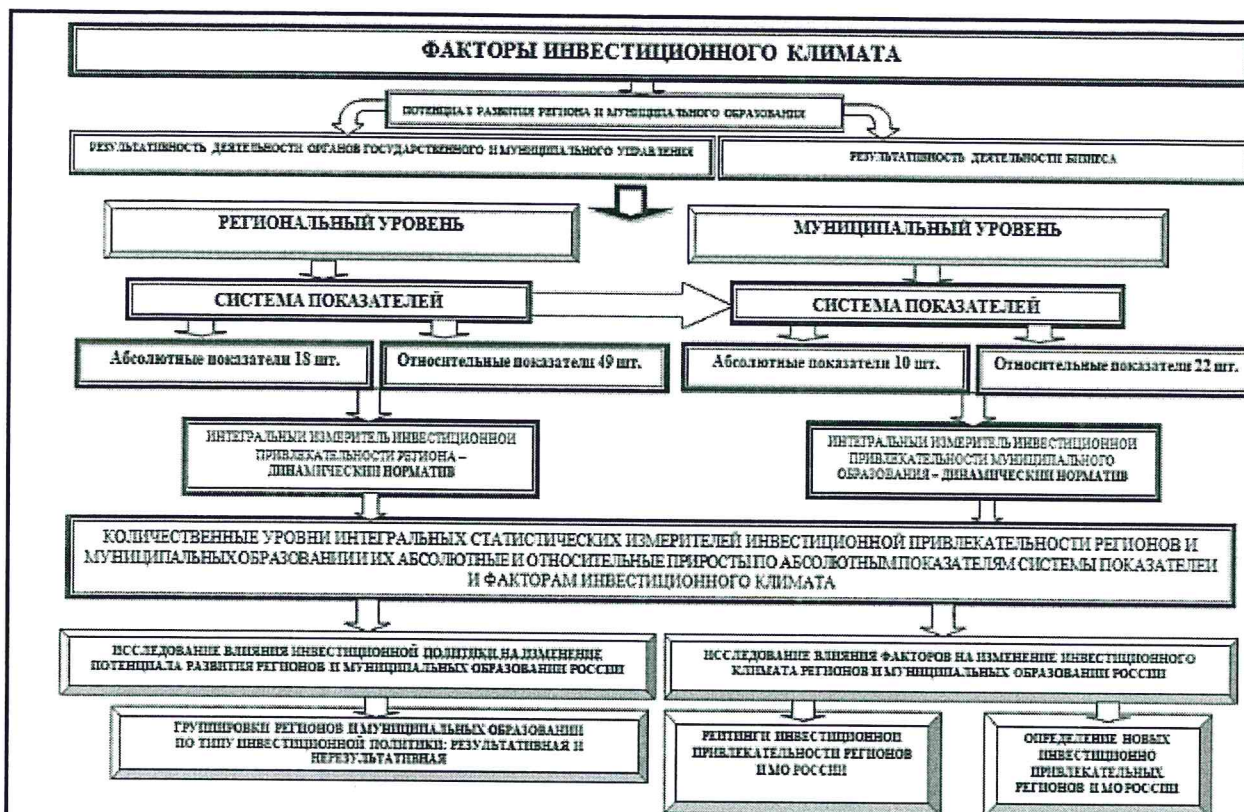 ФАКТОРЫ ИНВЕСТИЦИОННОГО КЛИМАТА
ПОТЕНЦИАЛ РАЗВИТИЯ РЕГИОНА И МУНИЦИПАЛЬНОГО ОБРАЗОВАНИЯ
РЕЗУЛЬТАТИВНОСТЬ ДЕЯТЕЛЬНОСТИ ОРГАНОВ ГОСУДАРСТВЕННОГО И МУНИЦИПАЛЬНОГО УПРАВЛЕНИЯ
РЕЗУЛЬТАТИВНОСТЬ ДЕЯТЕЛЬНОСТИ БИЗНЕСА
РЕГИОНАЛЬНЫЙ УРОВЕНЬ
МУНИЦИПАЛЬНЫЙ УРОВЕНЬ
СИСТЕМА ПОКАЗАТЕЛЕЙ
СИСТЕМА ПОКАЗАТЕЛЕЙ
Абсолютные показатели 18 шт.
Относительные показатели 49 шт.
Абсолютные показатели 10 шт.
Относительные показатели 22 шт.
ИНТЕГРАЛЬНЫЙ ИЗМЕРИТЕЛЬ ИНВЕСТИЦИОННОЙ
ПРИВЛЕКАТЕЛЬНОСТИ РЕГИОНА –
ДИНАМИЧЕСКИЙ НОРМАТИВ
ИНТЕГРАЛЬНЫЙ ИЗМЕРИТЕЛЬ ИНВЕСТИЦИОННОЙ
ПРИВЛЕКАТЕЛЬНОСТИ МУНИЦИПАЛЬНОГО
ОБРАЗОВАНИЯ – ДИНАМИЧЕСКИЙ НОРМАТИВ
КОЛИЧЕСТВЕННЫЕ УРОВНИ ИНТЕГРАЛЬНЫХ СТАТИСТИЧЕСКИХ ИЗМЕРИТЕЛЕЙ ИНВЕСТИЦИОННОЙ ПРИВЛЕКАТЕЛЬНОСТИ РЕГИОНОВ И
МУНИЦИПАЛЬНЫХ ОБРАЗОВАНИЙ И ИХ АБСОЛЮТНЫЕ И ОТНОСИТЕЛЬНЫЕ ПРИРОСТЫ ПО АБСОЛЮТНЫМ ПОКАЗАТЕЛЯМ СИСТЕМЫ ПОКАЗАТЕЛЕЙ
И ФАКТОРАМ ИНВЕСТИЦИОННОГО КЛИМАТА
ИССЛЕДОВАНИЕ ВЛИЯНИЯ ИНВЕСТИЦИОННОЙ ПОЛИТИКИ НА ИЗМЕНЕНИЕ
ПОТЕНЦИАЛА РАЗВИТИЯ РЕГИОНОВ И МУНИЦИПАЛЬНЫХ ОБРАЗОВАНИЙ РОССИИ
ИССЛЕДОВАНИЕ ВЛИЯНИЯ ФАКТОРОВ НА ИЗМЕНЕНИЕ ИНВЕСТИЦИОННОГО
КЛИМАТА РЕГИОНОВ И МУНИЦИПАЛЬНЫХ ОБРАЗОВАНИЙ РОССИИ
ГРУППИРОВКИ РЕГИОНОВ И МУНИЦИПАЛЬНЫХ ОБРАЗОВАНИЙ
ПО ТИПУ ИНВЕСТИЦИОННОЙ ПОЛИТИКИ: РЕЗУЛЬТАТИВНАЯ И
НЕРЕЗУЛЬТАТИВНАЯ
РЕЙТИНГИ ИНВЕСТИЦИОННОЙ
ПРИВЛЕКАТЕЛЬНОСТИ РЕГИОНОВ
И МО РОССИИ
ОПРЕДЕЛЕНИЕ НОВЫХ
ИНВЕСТИЦИОННО
ПРИВЛЕКАТЕЛЬНЫХ
РЕГИОНОВ И МО РОССИИ